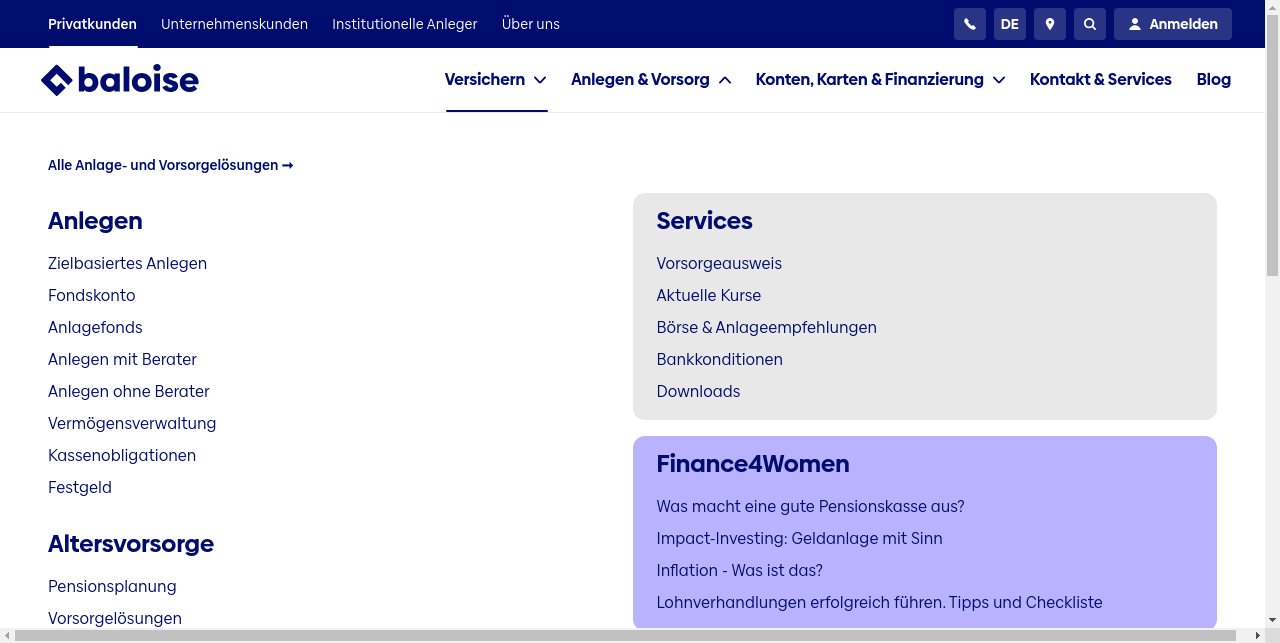 Privatkunden Unternehmenskunden Institutionelle Anleger Über uns DE Anmelden
baloise Versichern Anlegen & Vorsorg Konten, Karten & Finanzierung Kontakt & Services Blog
Alle Anlage- und Vorsorgelösungen ➞
Anlegen
Zielbasiertes Anlegen
Fondskonto
Anlagefonds
Anlegen mit Berater
Anlegen ohne Berater
Vermögensverwaltung
Kassenobligationen
Festgeld
Altersvorsorge
Pensionsplanung
Vorsorgelösungen
Services
Vorsorgeausweis
Aktuelle Kurse
Börse & Anlageempfehlungen
Bankkonditionen
Downloads
Finance4Women
Was macht eine gute Pensionskasse aus?
Impact-Investing: Geldanlage mit Sinn
Inflation - Was ist das?
Lohnverhandlungen erfolgreich führen. Tipps und Checkliste